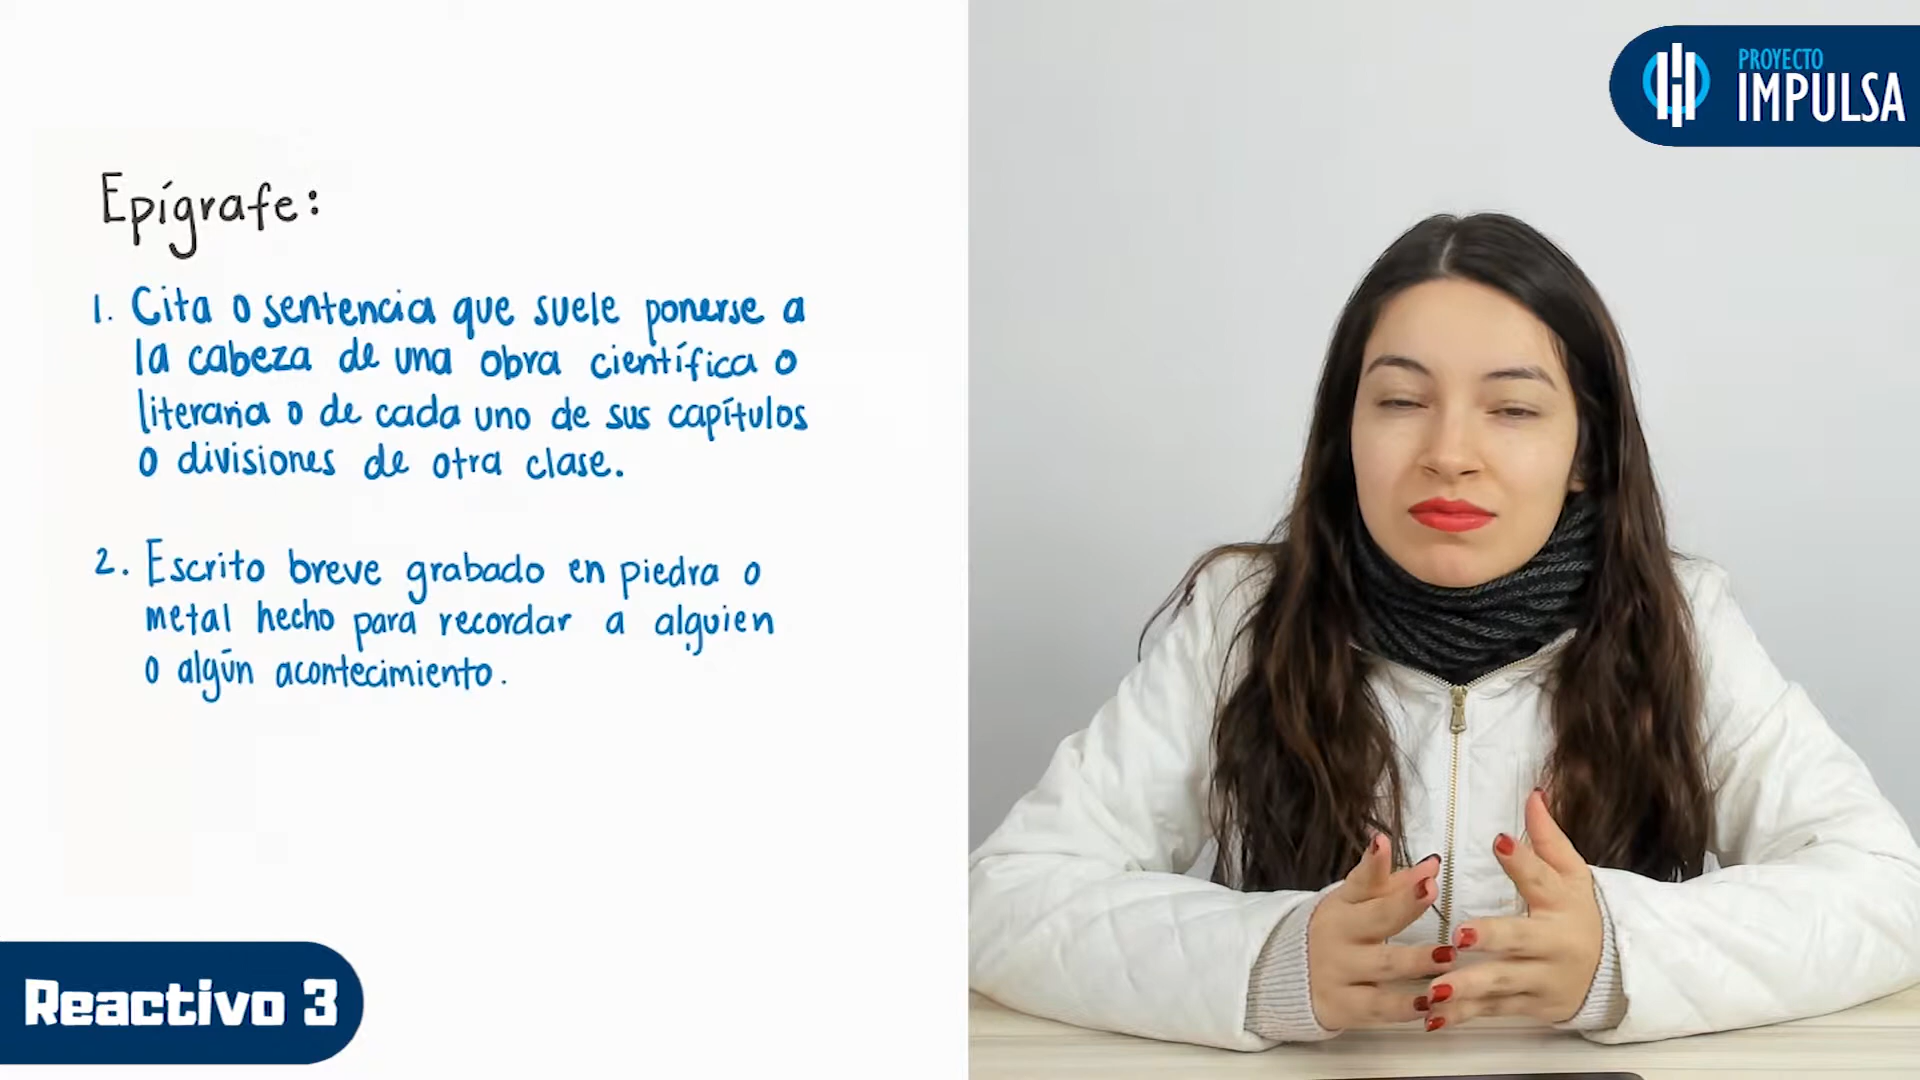 PROYECTO
IMPULSA
Epígrafe:
1. Cita o sentencia que suele ponerse a
la cabeza de una obra científica o
literaria o de cada uno de sus capítulos
o divisiones de otra clase.
2. Escrito breve grabado en piedra o
metal hecho para recordar a alguien
o algún acontecimiento.
Reactivo 3